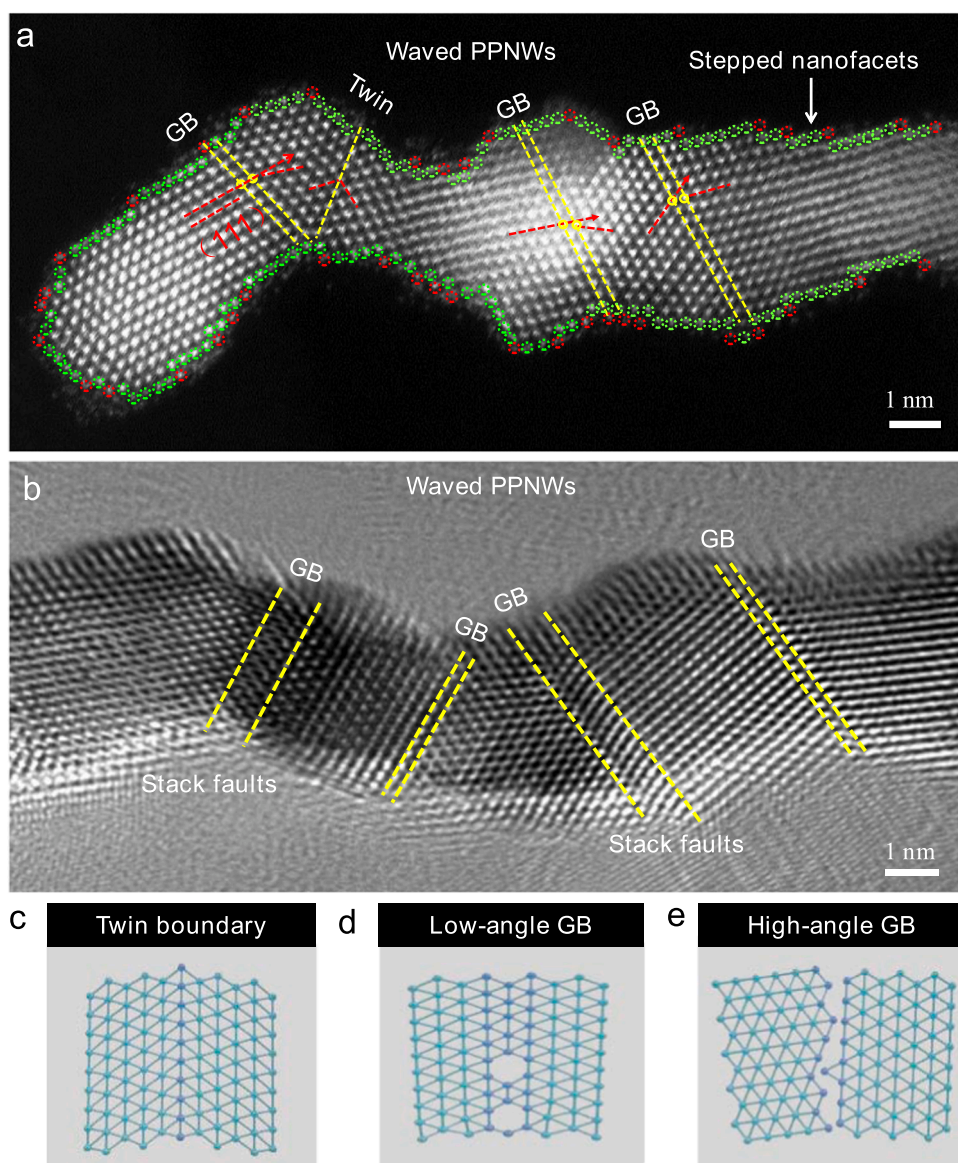 a
Waved PPNWs
Stepped nanofacets
Twin
GB
GB
GB
(111)
1 nm
b
Waved PPNWs
GB
GB
GB
GB
Stack faults
Stack faults
1 nm
c
Twin boundary
d
Low-angle GB
e
High-angle GB